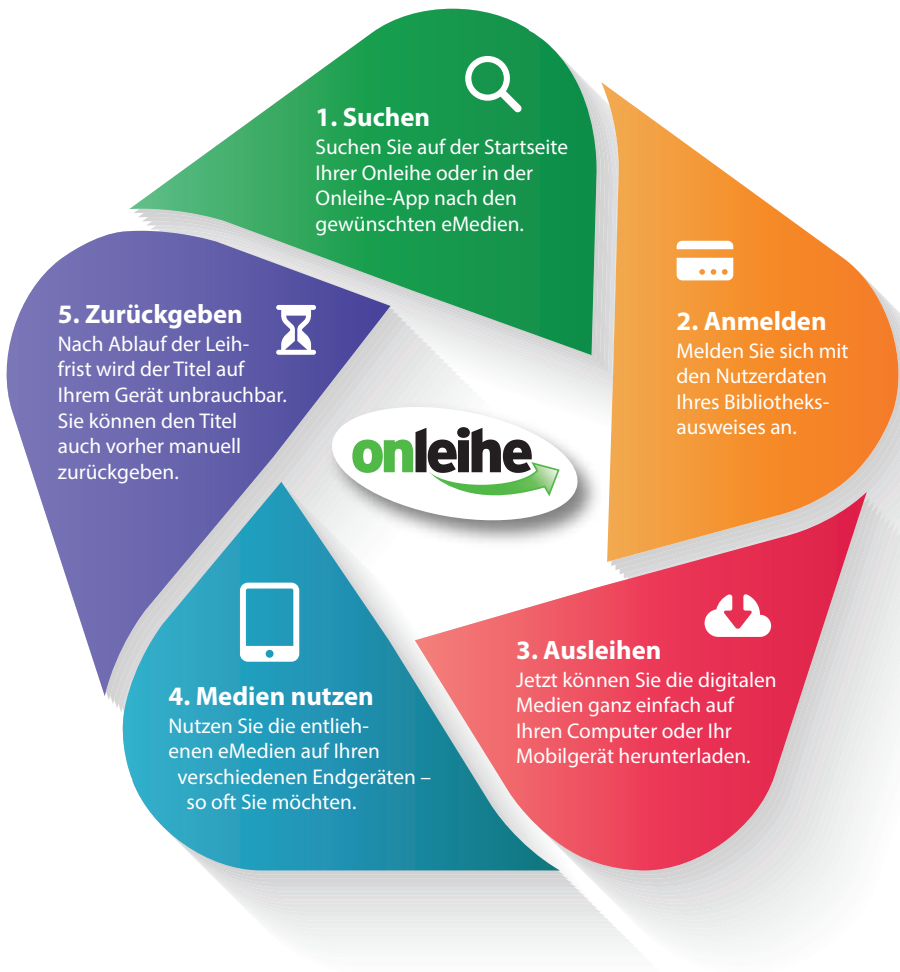 1. Suchen
Suchen Sie auf der Startseite
Ihrer Onleihe oder in der
Onleihe-App nach den
gewünschten eMedien.
2. Anmelden
Melden Sie sich mit
den Nutzerdaten
Ihres Bibliotheks-
ausweises an.
3. Ausleihen
Jetzt können Sie die digitalen
Medien ganz einfach auf
Ihren Computer oder Ihr
Mobilgerät herunterladen.
4. Medien nutzen
Nutzen Sie die entlieh-
enen eMedien auf Ihren
verschiedenen Endgeräten –
so oft Sie möchten.
5. Zurückgeben
Nach Ablauf der Leih-
frist wird der Titel auf
Ihrem Gerät unbrauchbar.
Sie können den Titel
auch vorher manuell
zurückgeben.
onleihe